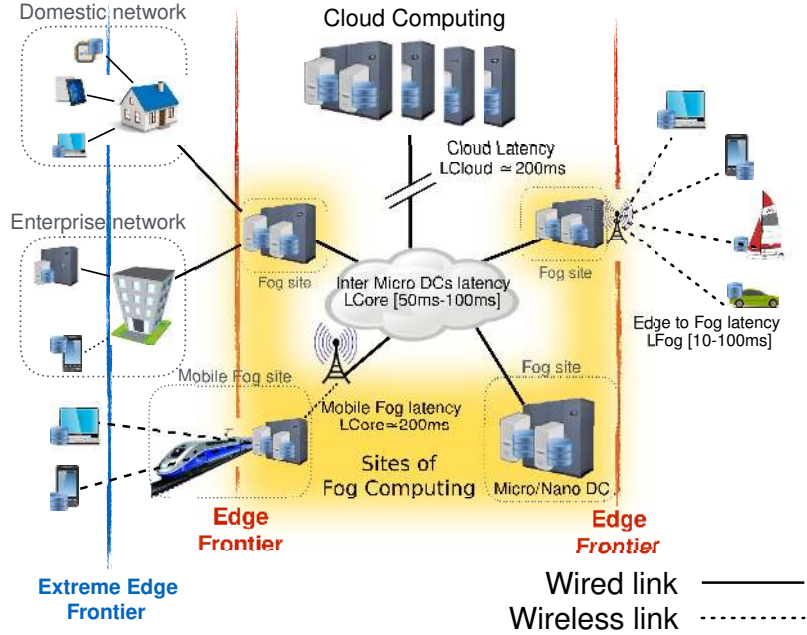 Domestic network
Cloud Computing
Cloud Latency
LCloud ≃ 200ms
Enterprise network
Fog site
Fog site
Inter Micro DCs latency
LCore [50ms-100ms]
Edge to Fog latency
LFog [10-100ms]
Mobile Fog site
Fog site
Mobile Fog latency
LCore≃200ms
Sites of
Fog Computing
Micro/Nano DC
Edge
Frontier
Edge
Frontier
Extreme Edge
Frontier
Wired link
Wireless link